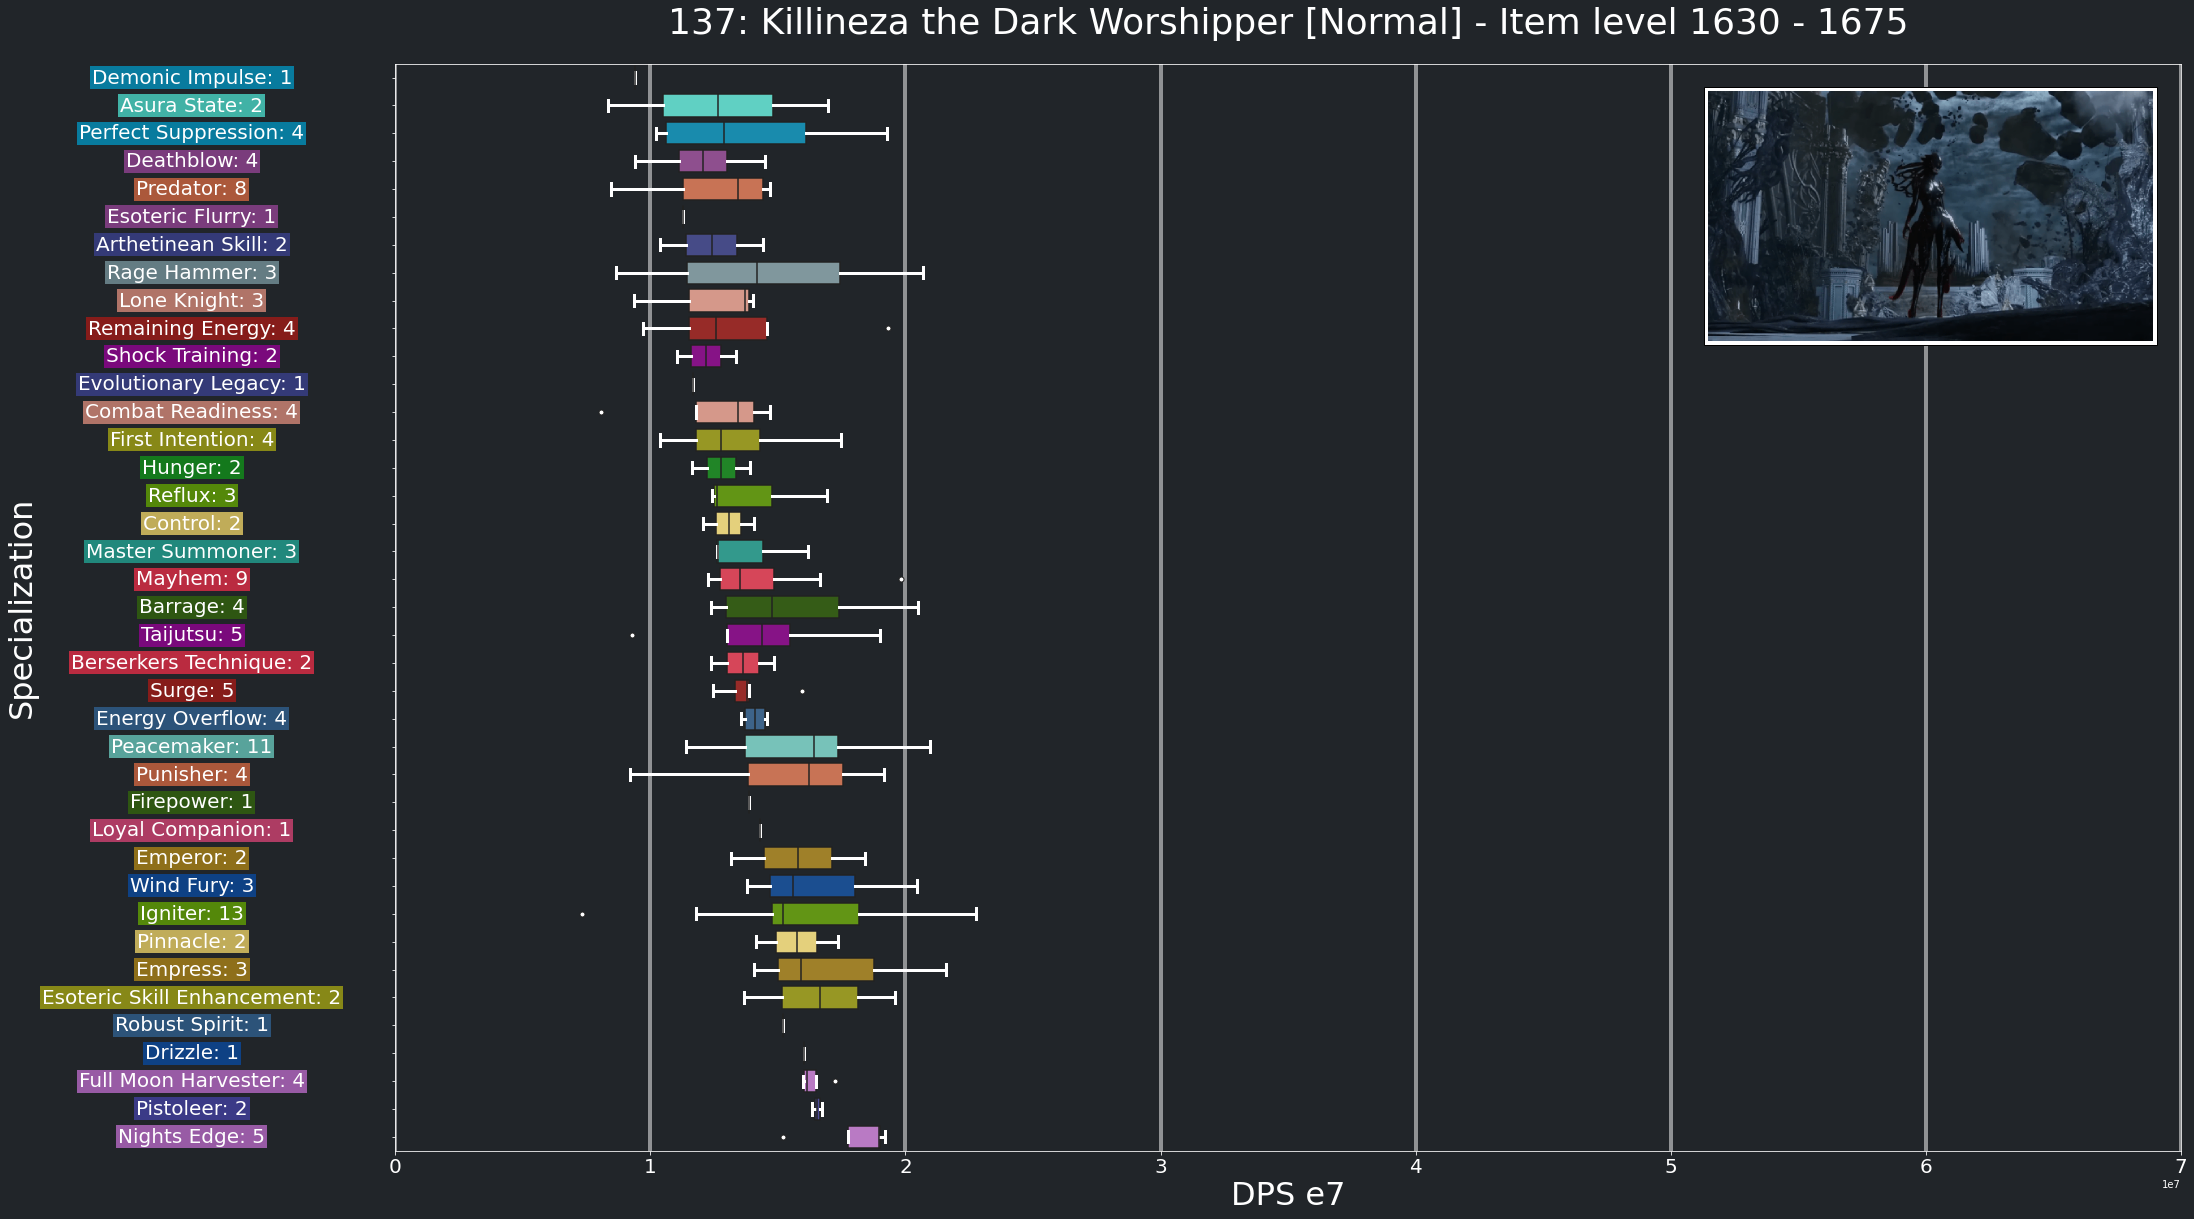 137: Killineza the Dark Worshipper [Normal] - Item level 1630 - 1675
Specialization
Demonic Impulse: 1
Asura State: 2
Perfect Suppression: 4
Deathblow: 4
Predator: 8
Esoteric Flurry: 1
Arthetinean Skill: 2
Rage Hammer: 3
Lone Knight: 3
Remaining Energy: 4
Shock Training: 2
Evolutionary Legacy: 1
Combat Readiness: 4
First Intention: 4
Hunger: 2
Reflux: 3
Control: 2
Master Summoner: 3
Mayhem: 9
Barrage: 4
Taijutsu: 5
Berserkers Technique: 2
Surge: 5
Energy Overflow: 4
Peacemaker: 11
Punisher: 4
Firepower: 1
Loyal Companion: 1
Emperor: 2
Wind Fury: 3
Igniter: 13
Pinnacle: 2
Empress: 3
Esoteric Skill Enhancement: 2
Robust Spirit: 1
Drizzle: 1
Full Moon Harvester: 4
Pistoleer: 2
Nights Edge: 5
0 1 2 3 4 5 6 7
1e7
DPS e7